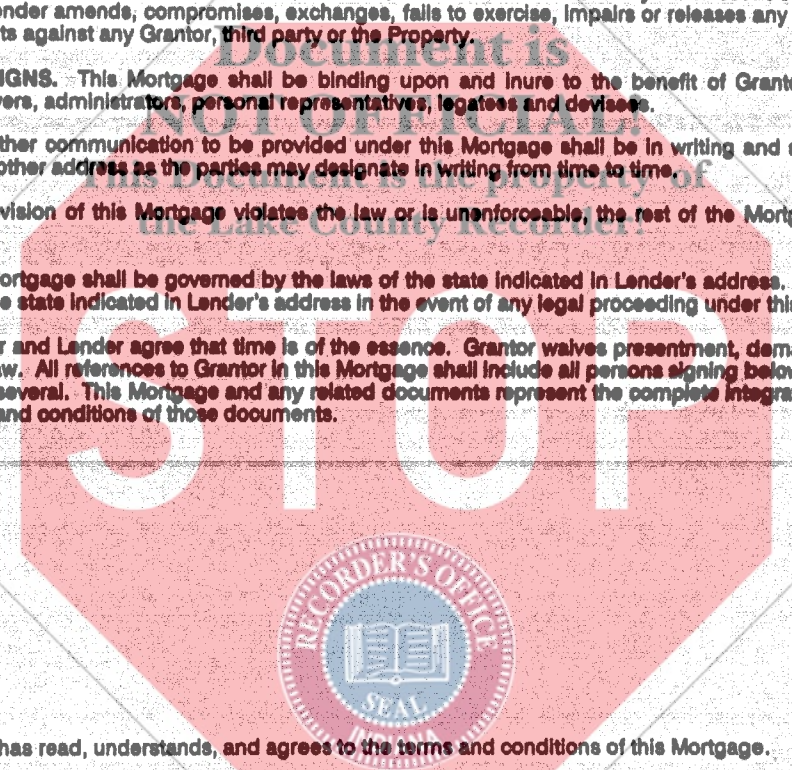 ender amends, compromises, exchanges, fails to exercise, impairs or releases any
ts against any Grantor, third party or the Property.
Document is
IGNS. This Mortgage shall be binding upon and inure to the benefit of Granto
vers, administrators, personal representatives, legatees and devisees.
NOT OFFICIAL!
ther communication to be provided under this Mortgage shall be in writing and
other address as the parties may designate in writing from time to time.
This Document is the property of
vision of this Mortgage violates the law or is unenforceable, the rest of the Mortg
the Lake County Recorder!
ortgage shall be governed by the laws of the state indicated in Lender's address.
e state indicated in Lender's address in the event of any legal proceeding under thi
r and Lender agree that time is of the essence. Grantor waives presentment, dema
aw. All references to Grantor in this Mortgage shall include all persons signing below
several. This Mortgage and any related documents represent the complete integra
and conditions of those documents.
STOP
RECORDER'S OFFICE
SEAL
INDIANA
has read, understands, and agrees to the terms and conditions of this Mortgage.